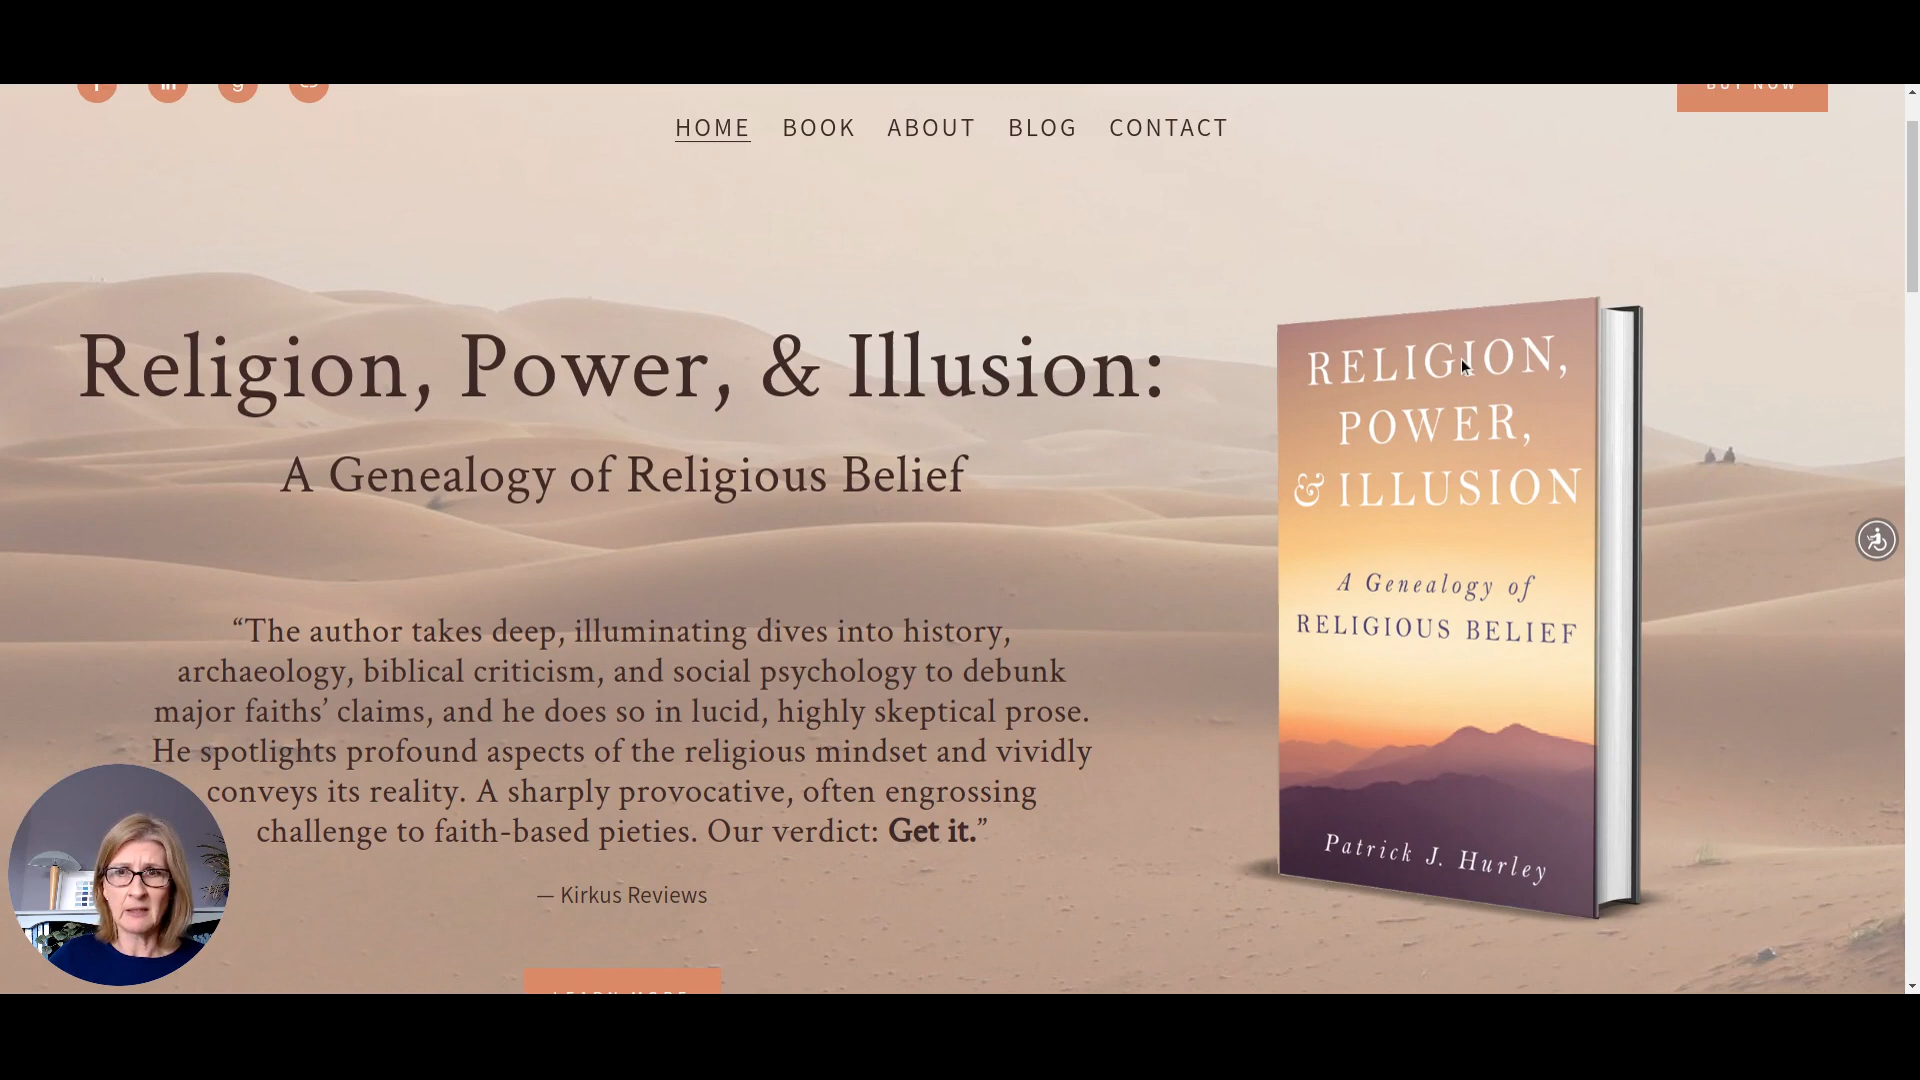 HOME BOOK ABOUT BLOG CONTACT
Religion, Power, & Illusion:
A Genealogy of Religious Belief
“The author takes deep, illuminating dives into history,
archaeology, biblical criticism, and social psychology to debunk
major faiths’ claims, and he does so in lucid, highly skeptical prose.
He spotlights profound aspects of the religious mindset and vividly
conveys its reality. A sharply provocative, often engrossing
challenge to faith-based pieties. Our verdict: Get it.”
— Kirkus Reviews
RELIGION,
POWER,
& ILLUSION
A Genealogy of
RELIGIOUS BELIEF
Patrick J. Hurley